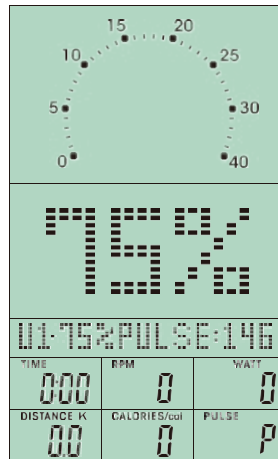 15 20
10 25
5 30
0 40
75%
U1-75%PULSE:146
TIME RPM WATT
0:00 0 0
DISTANCE K CALORIES/cal PULSE
0.0 0 P